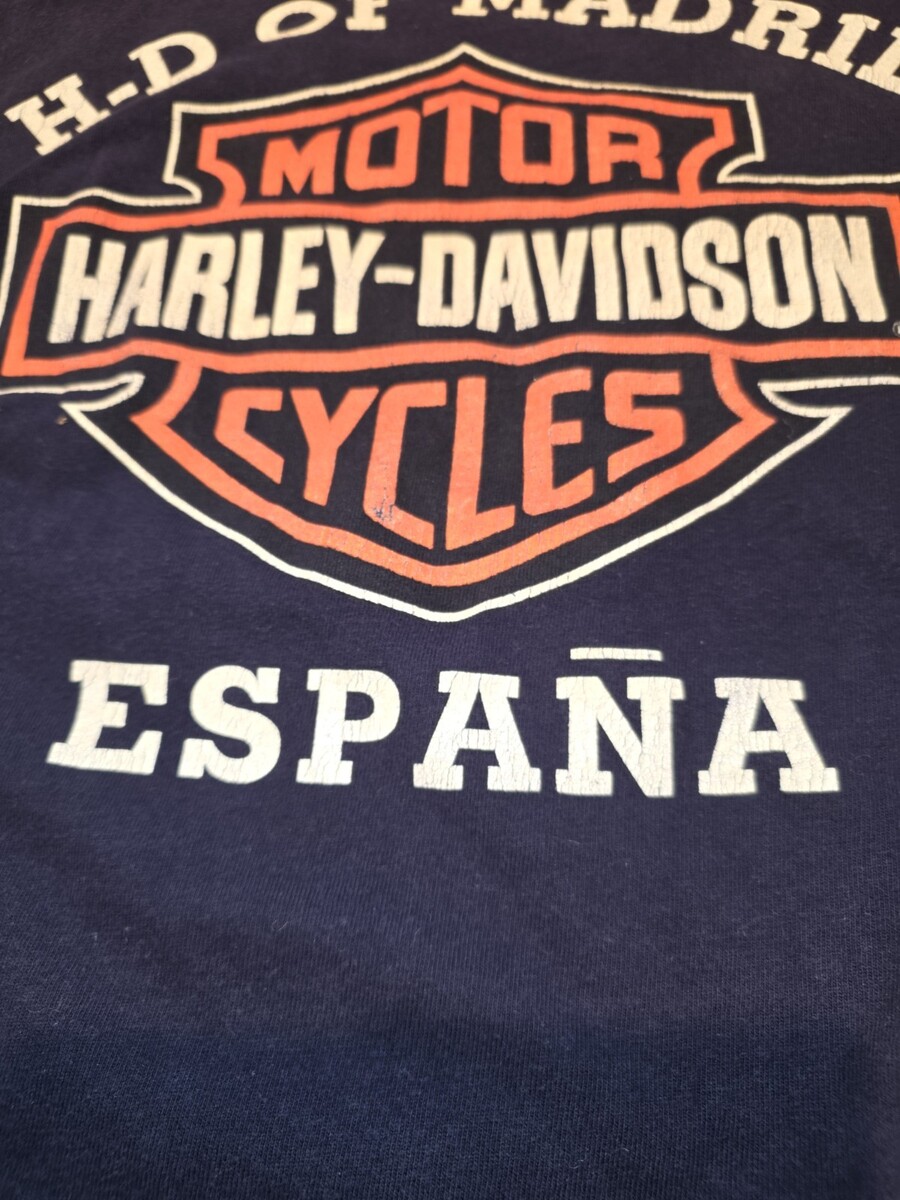 H-D OF MADRID
MOTOR
HARLEY-DAVIDSON
CYCLES
ESPAÑA